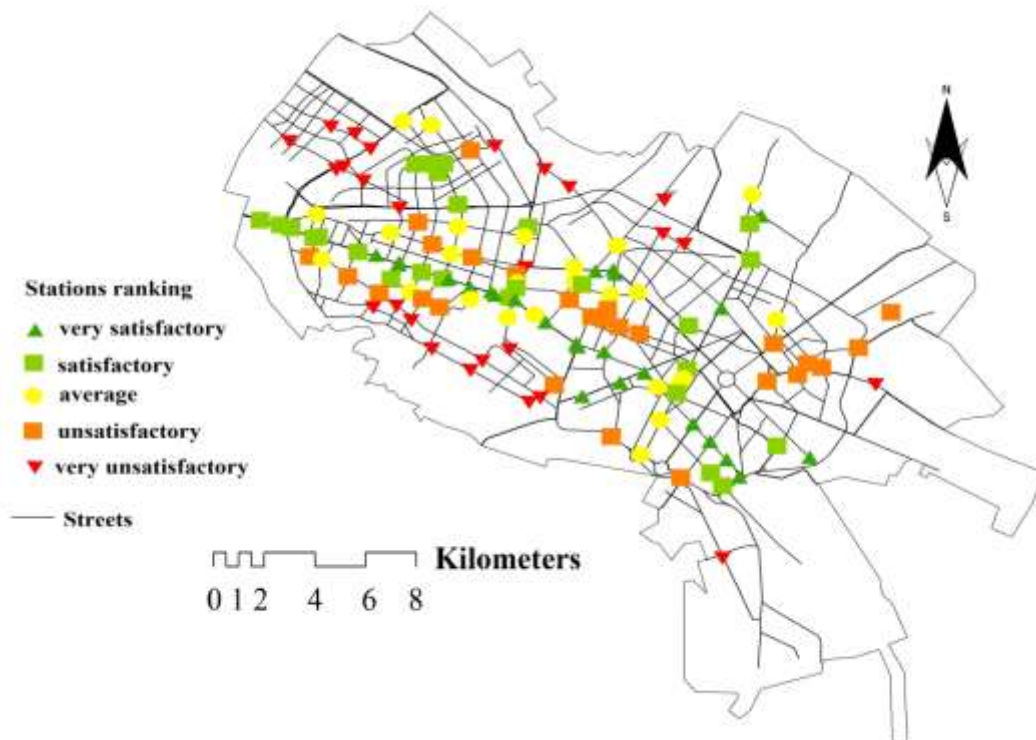 N
S
Stations ranking
very satisfactory
satisfactory
average
unsatisfactory
very unsatisfactory
Streets
Kilometers
0 1 2 4 6 8